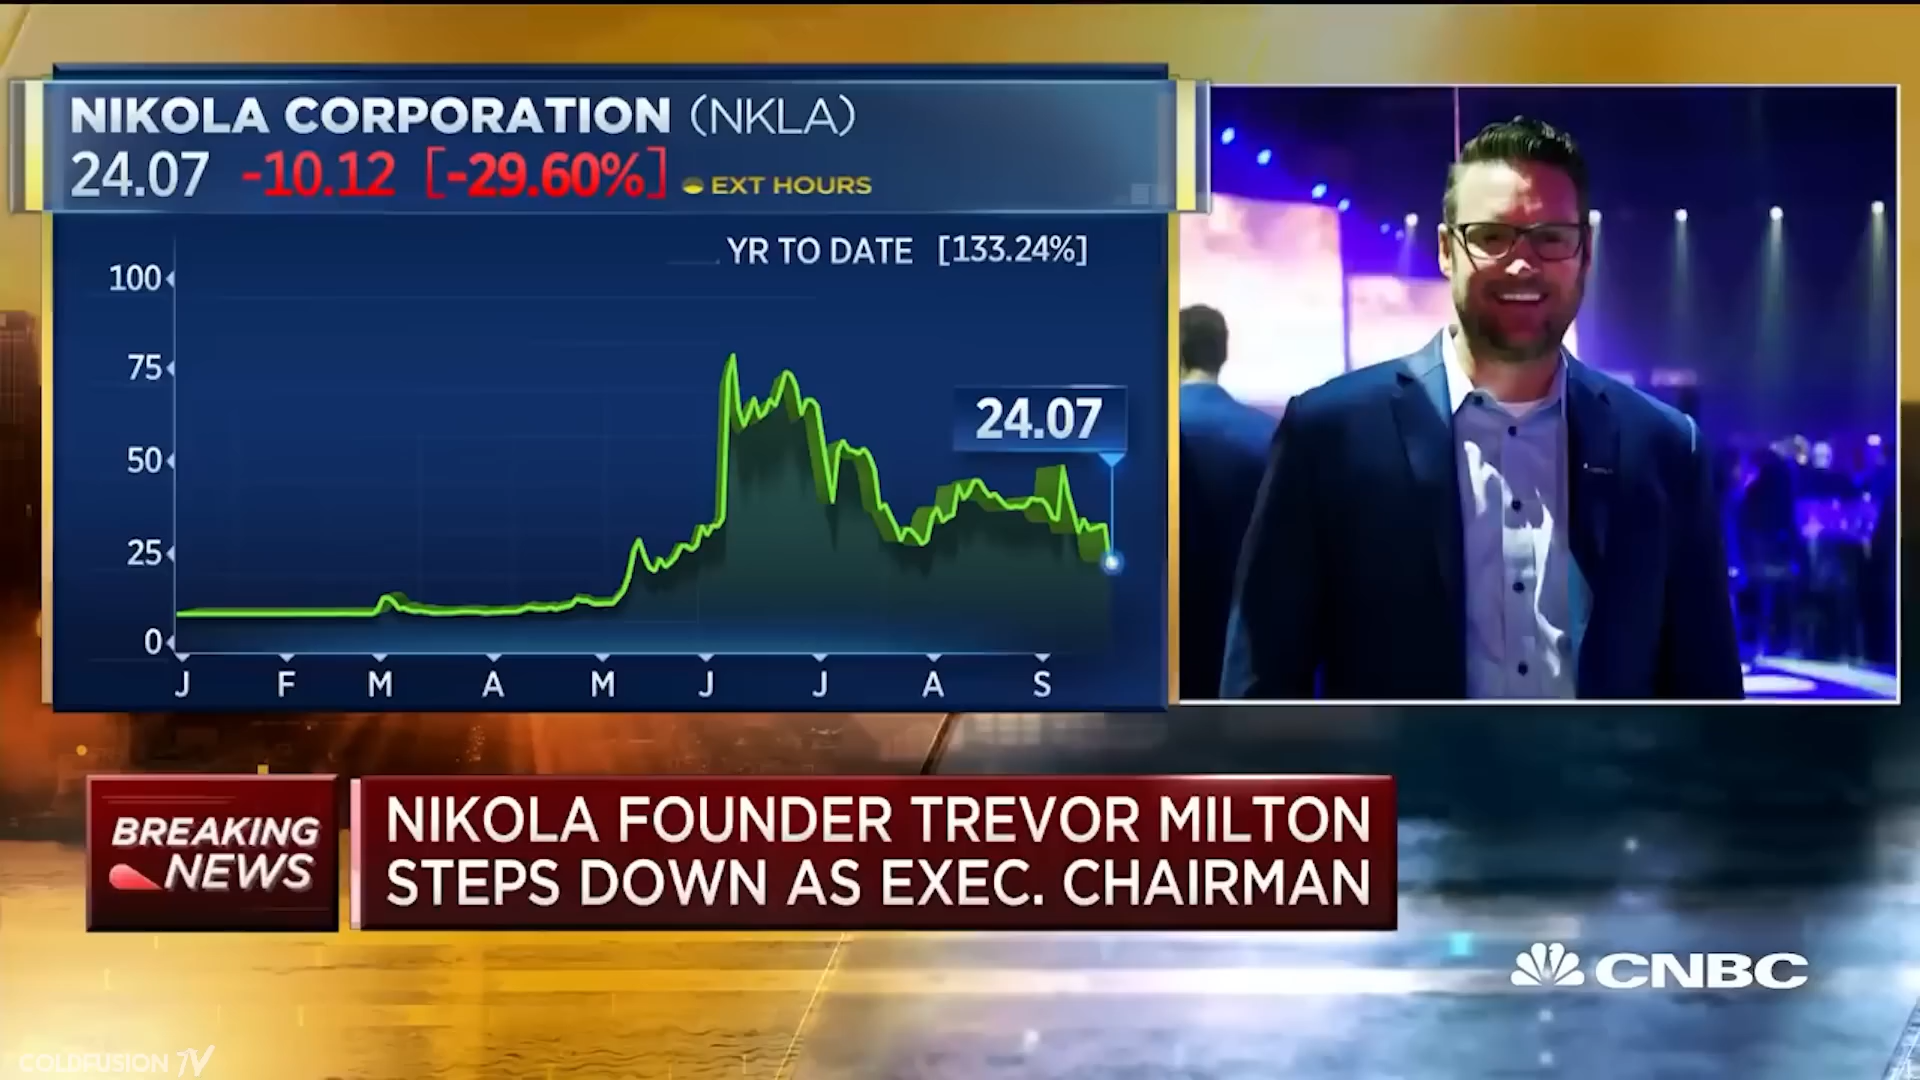 NIKOLA CORPORATION (NKLA)
24.07 -10.12 [-29.60%] EXT HOURS
YR TO DATE [133.24%]
100
75
50
25
0
24.07
J F M A M J J A S
BREAKING
NEWS
NIKOLA FOUNDER TREVOR MILTON
STEPS DOWN AS EXEC. CHAIRMAN
CNBC
COLDFUSION TV